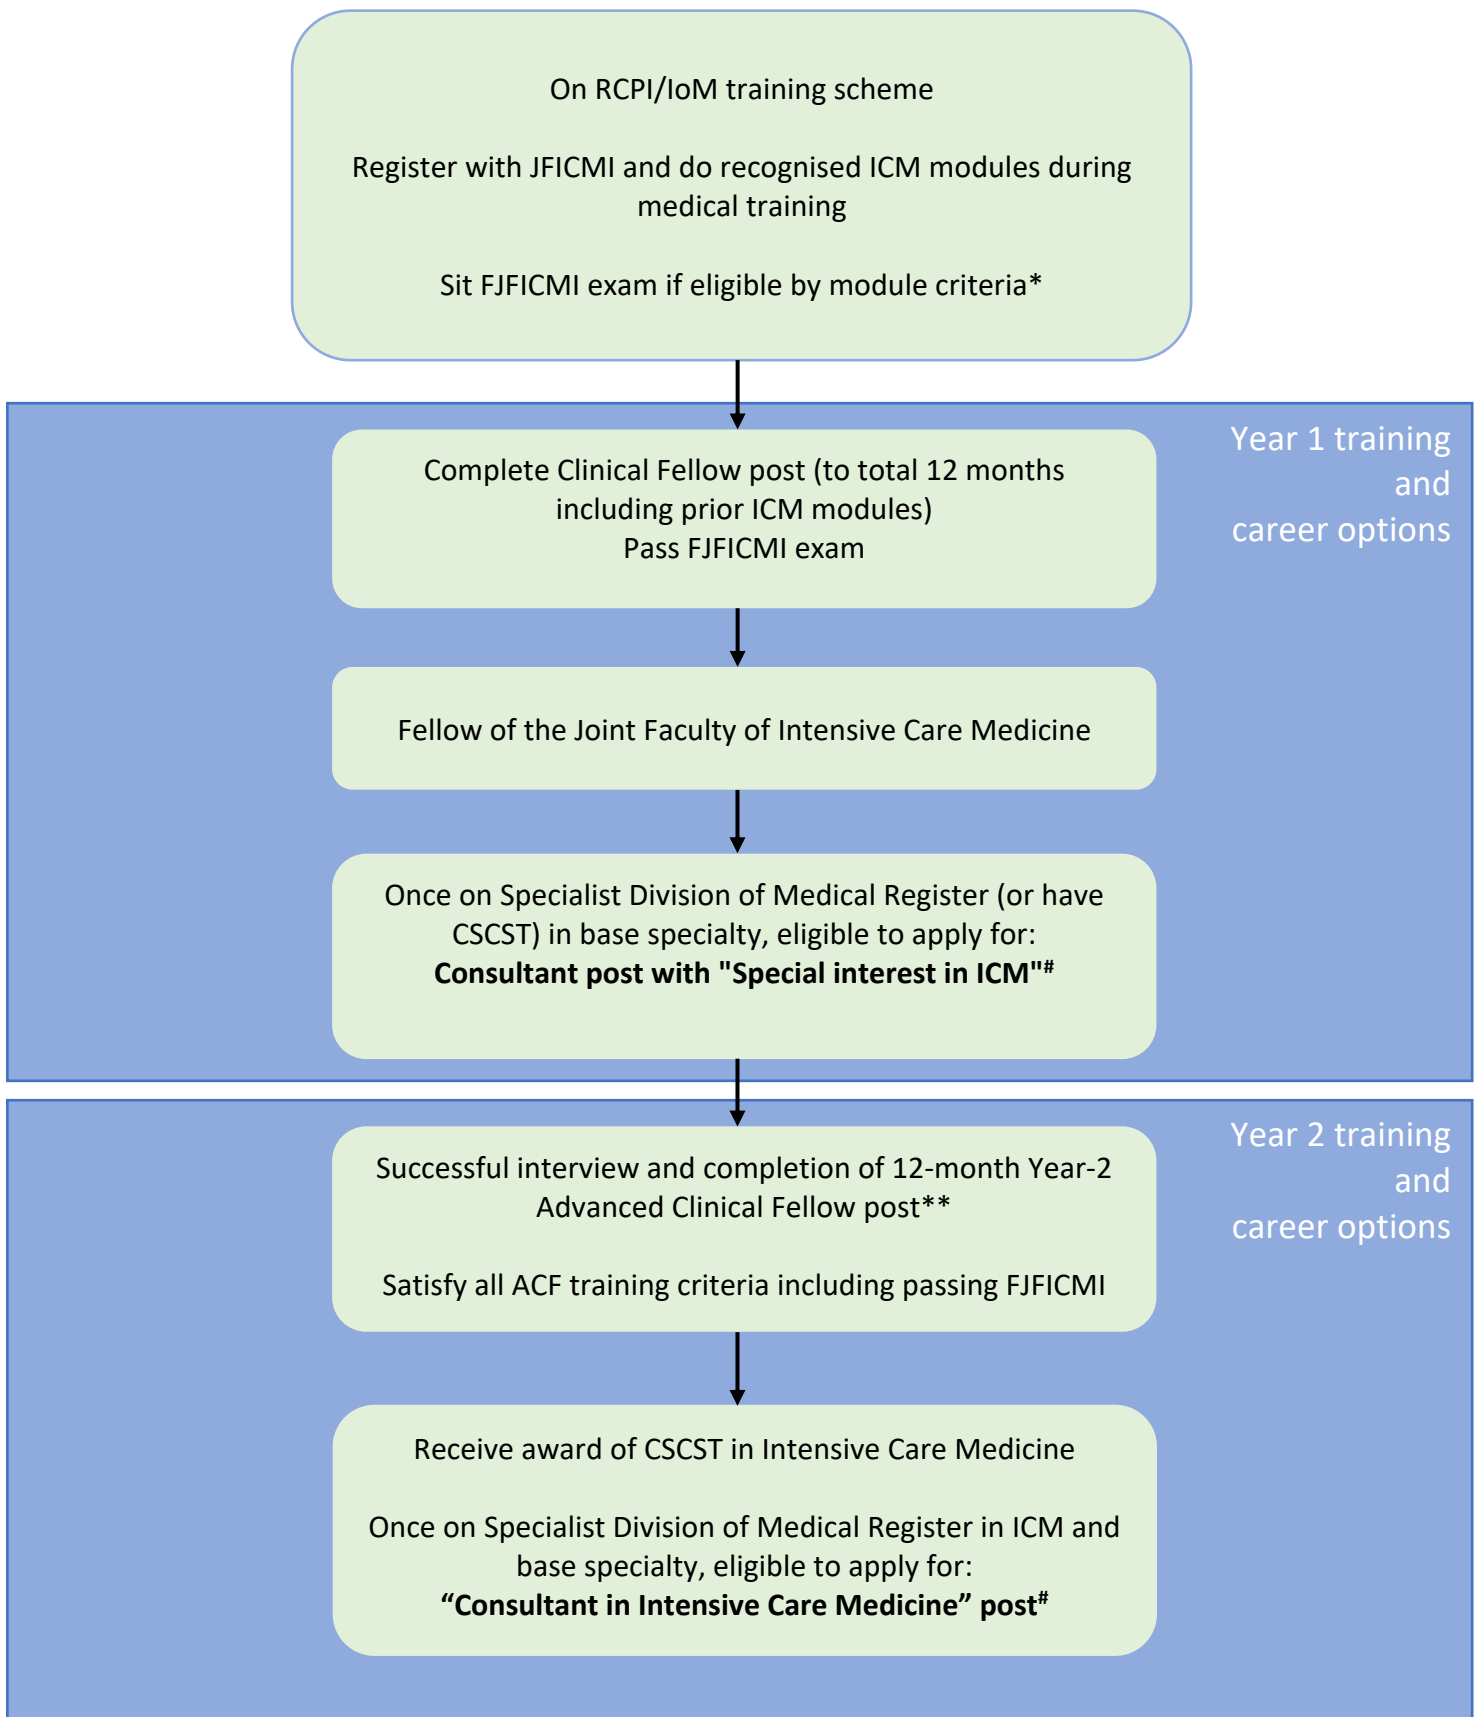 On RCPI/IoM training scheme
Register with JFICMI and do recognised ICM modules during
medical training
Sit FJFICMI exam if eligible by module criteria*
Year 1 training
and
career options
Complete Clinical Fellow post (to total 12 months
including prior ICM modules)
Pass FJFICMI exam
Fellow of the Joint Faculty of Intensive Care Medicine
Once on Specialist Division of Medical Register (or have
CSCST) in base specialty, eligible to apply for:
Consultant post with "Special interest in ICM"#
Year 2 training
and
career options
Successful interview and completion of 12-month Year-2
Advanced Clinical Fellow post**
Satisfy all ACF training criteria including passing FJFICMI
Receive award of CSCST in Intensive Care Medicine
Once on Specialist Division of Medical Register in ICM and
base specialty, eligible to apply for:
“Consultant in Intensive Care Medicine” post#